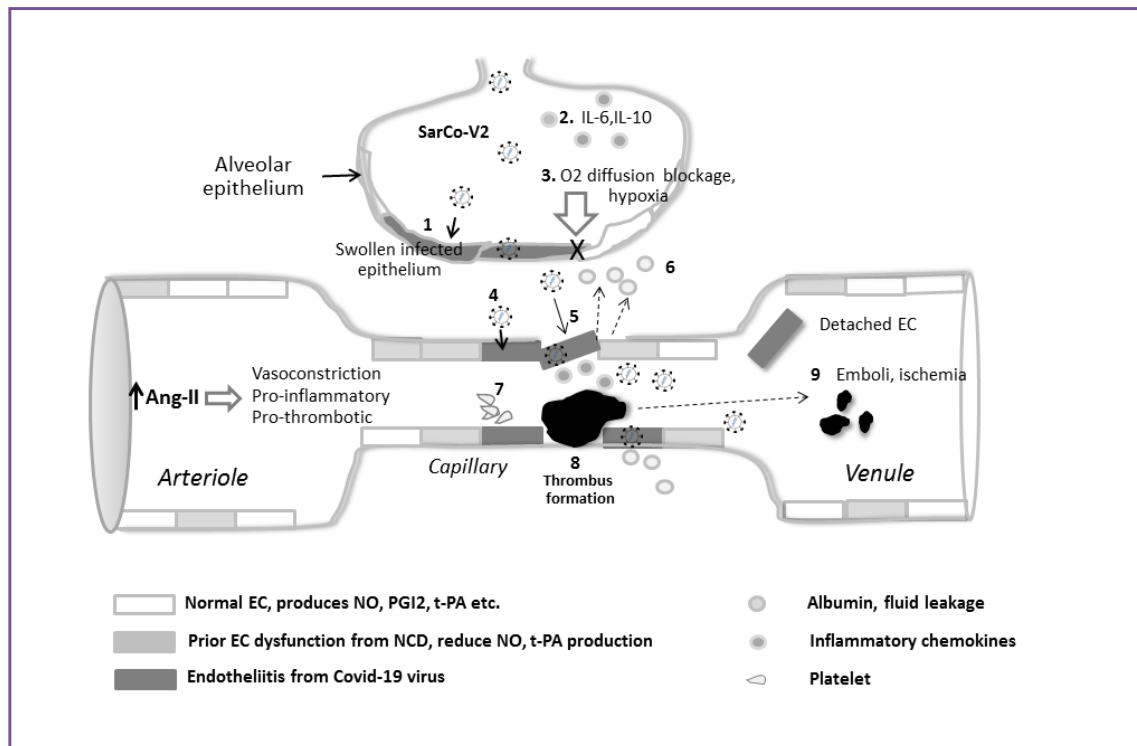 SarCo-V2
2. IL-6,IL-10
Alveolar
epithelium
3. O2 diffusion blockage,
hypoxia
X
1
Swollen infected
epithelium
6
4
5
Detached EC
Ang-II
Vasoconstriction
Pro-inflammatory
Pro-thrombotic
7
9 Emboli, ischemia
Arteriole
Capillary
8
Thrombus
formation
Venule
Normal EC, produces NO, PGI2, t-PA etc.
Prior EC dysfunction from NCD, reduce NO, t-PA production
Endotheliitis from Covid-19 virus
Albumin, fluid leakage
Inflammatory chemokines
Platelet